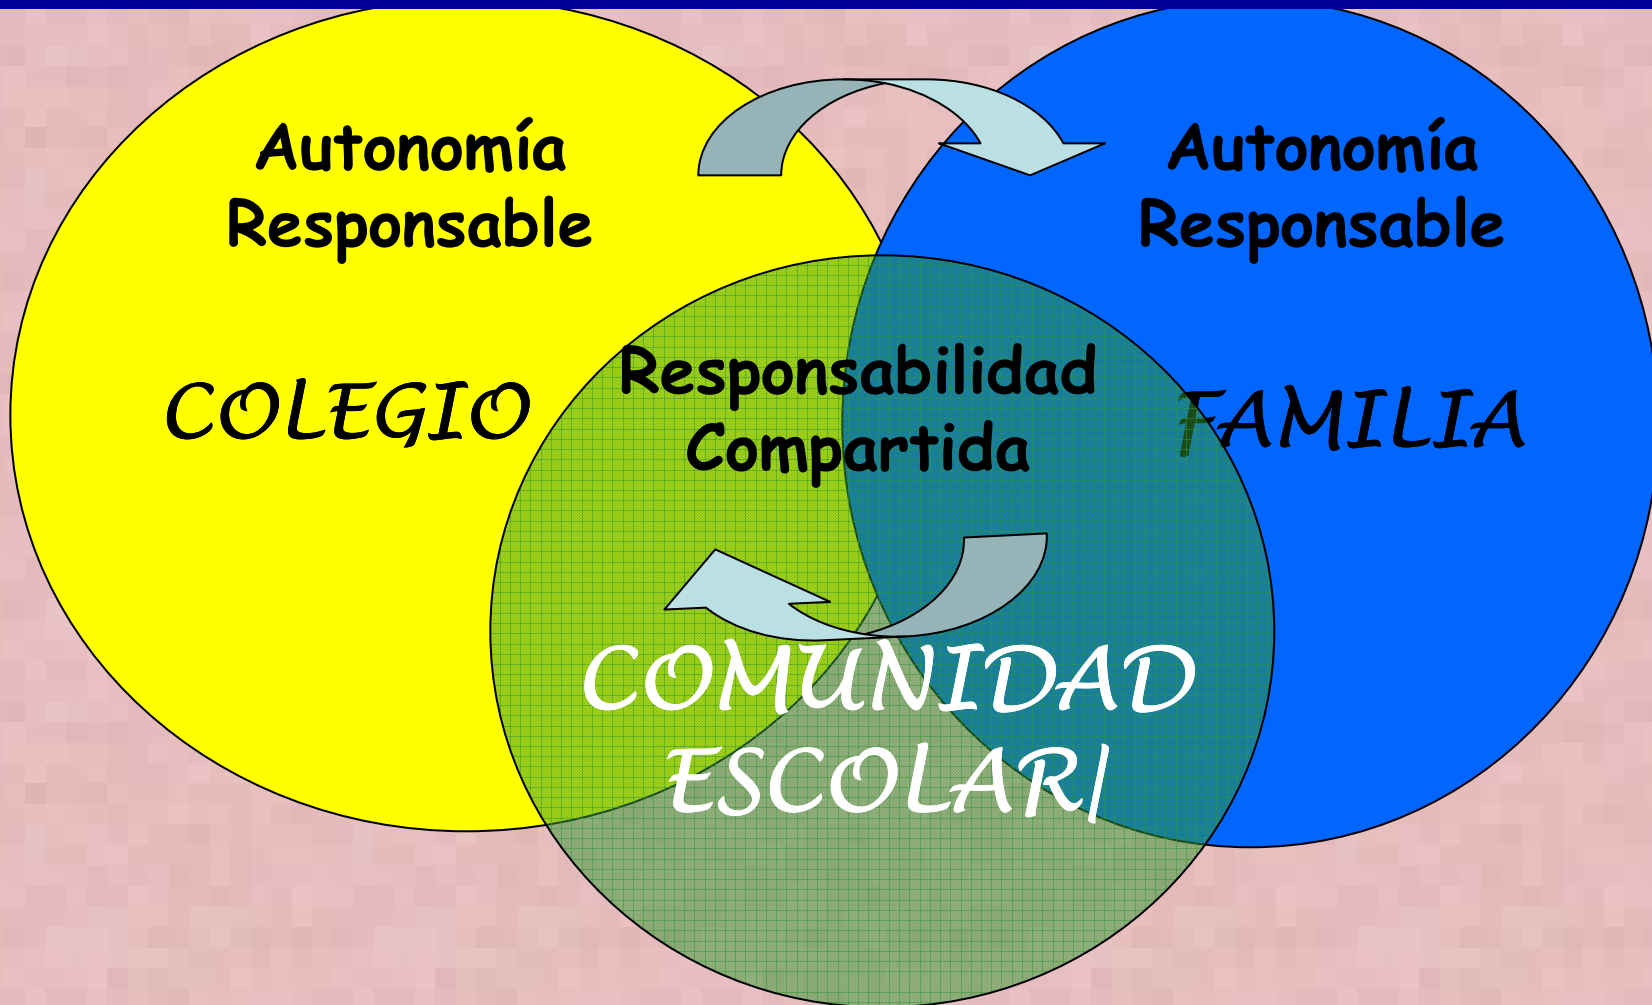 Autonomía
Responsable
COLEGIO
Autonomía
Responsable
FAMILIA
Responsabilidad
Compartida
COMUNIDAD
ESCOLAR|